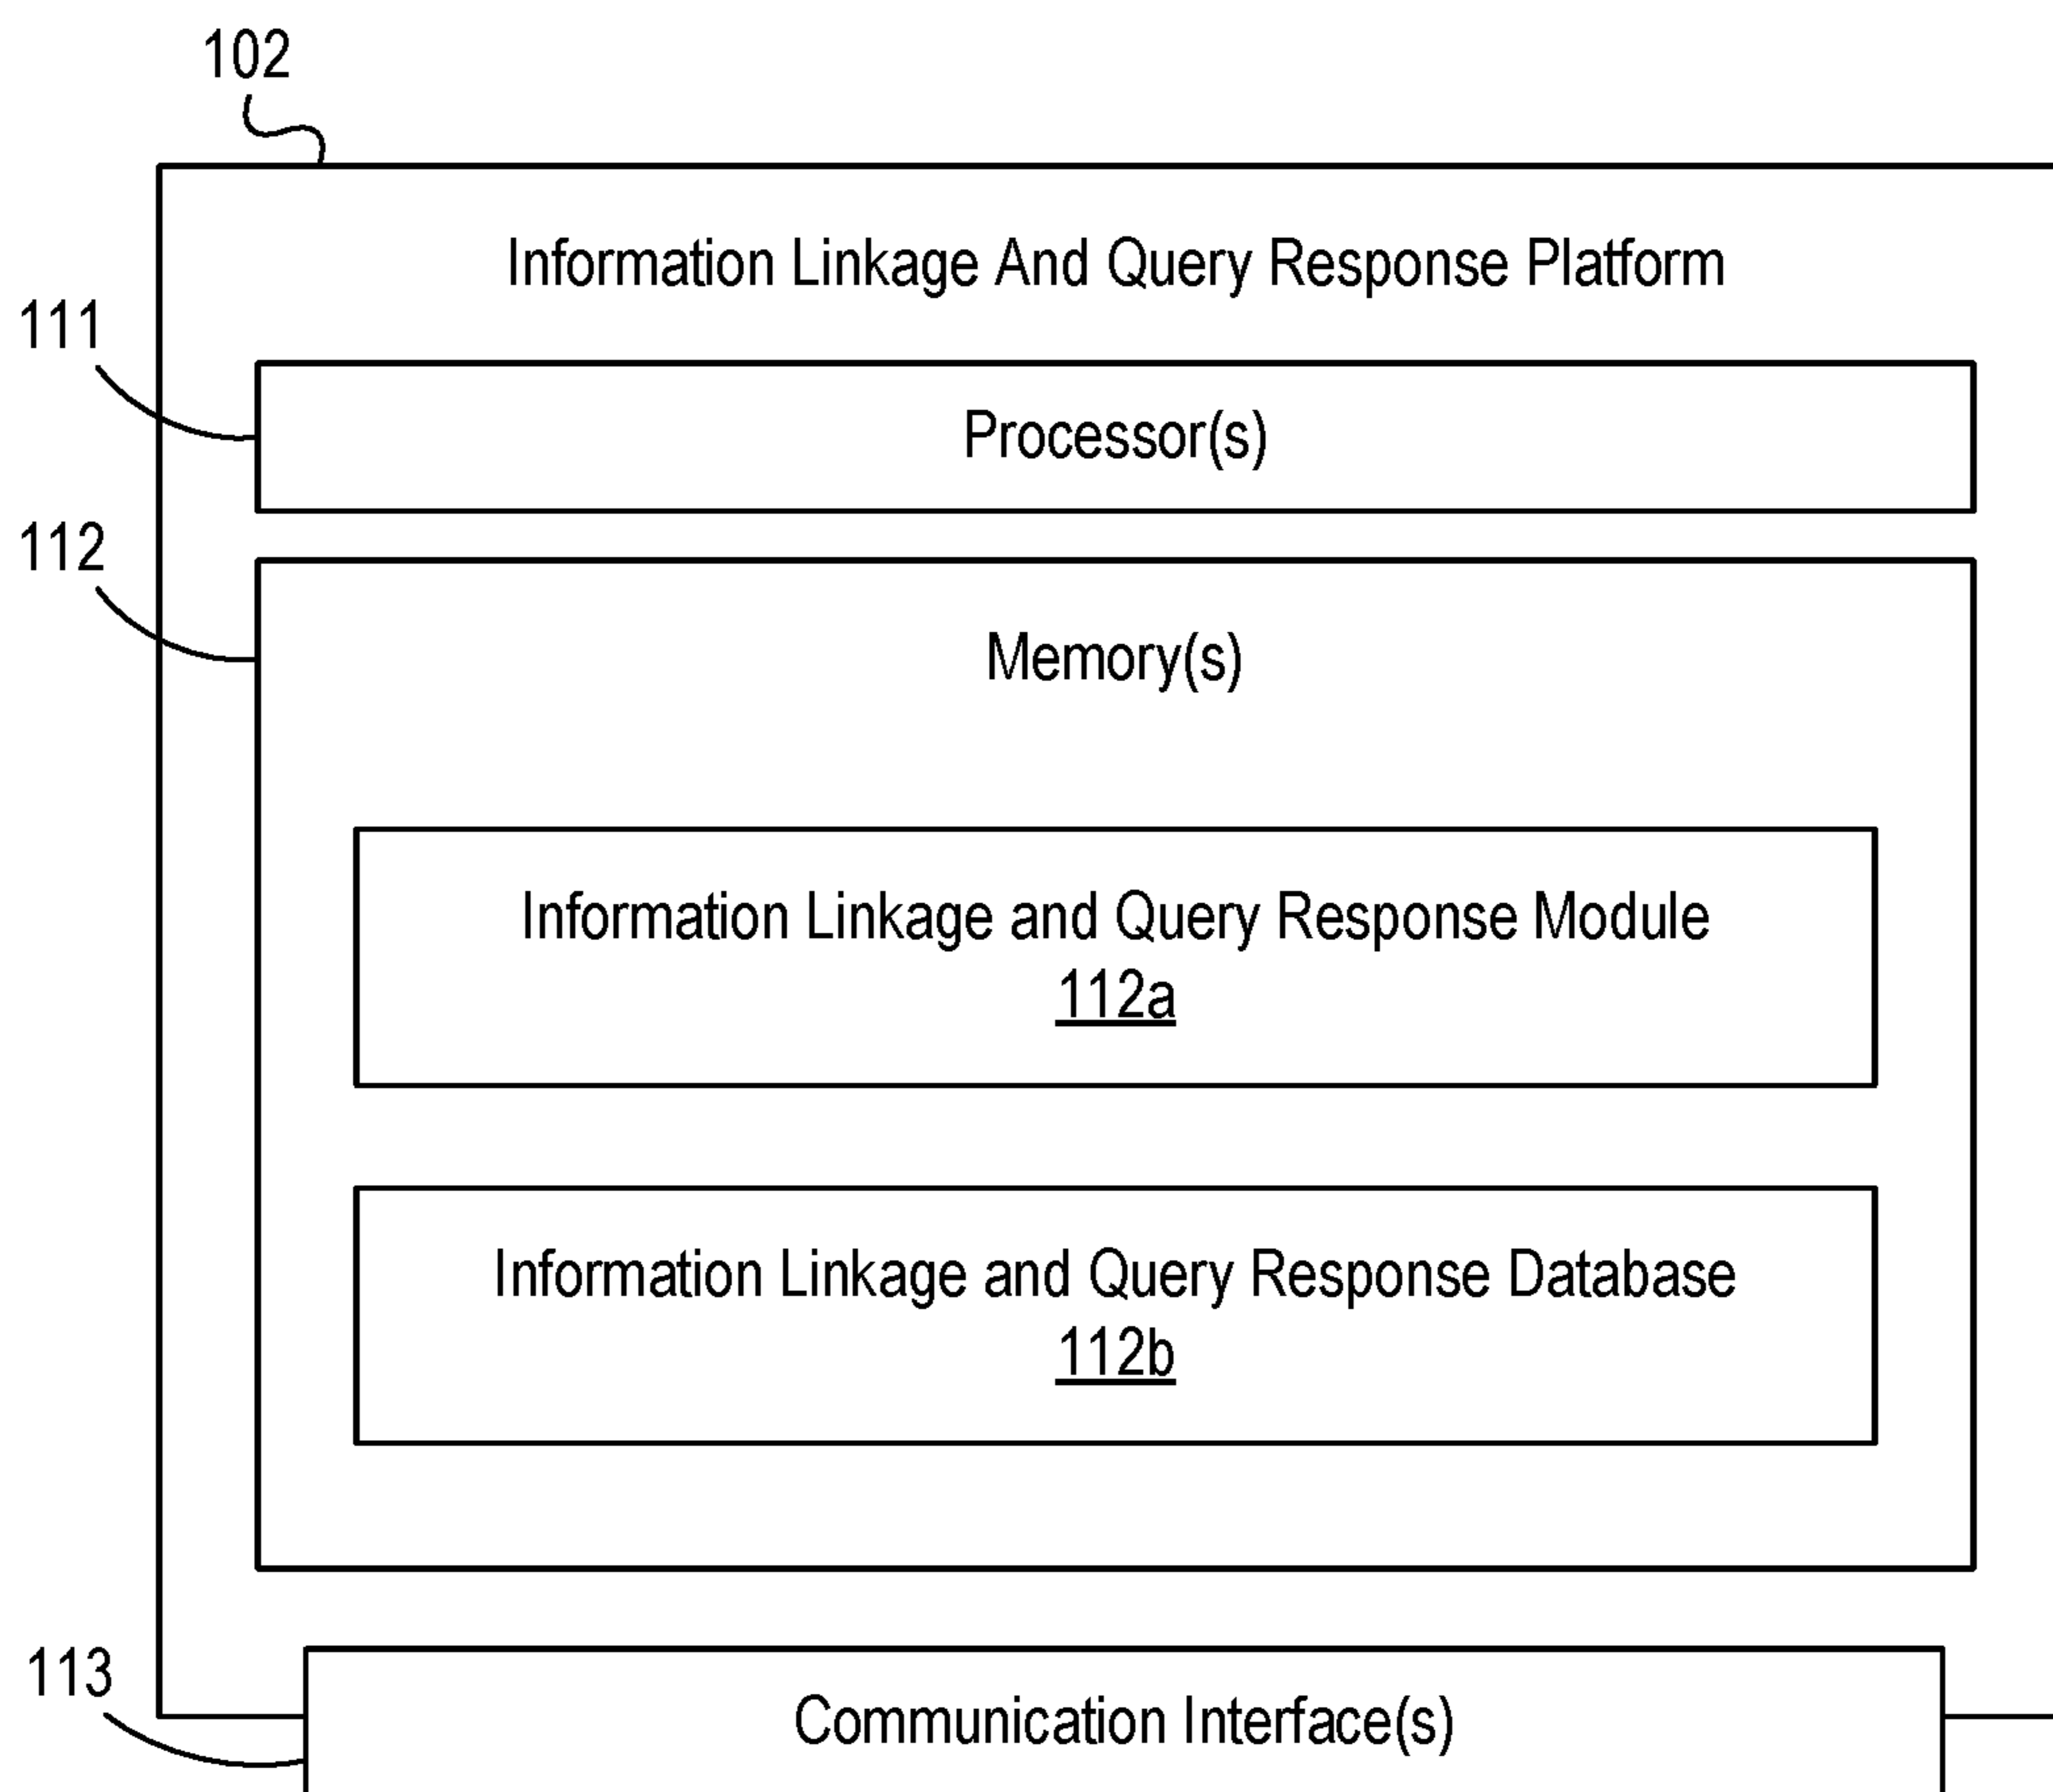 102
Information Linkage And Query Response Platform
111
Processor(s)
112
Memory(s)
Information Linkage and Query Response Module
112a
Information Linkage and Query Response Database
112b
113
Communication Interface(s)